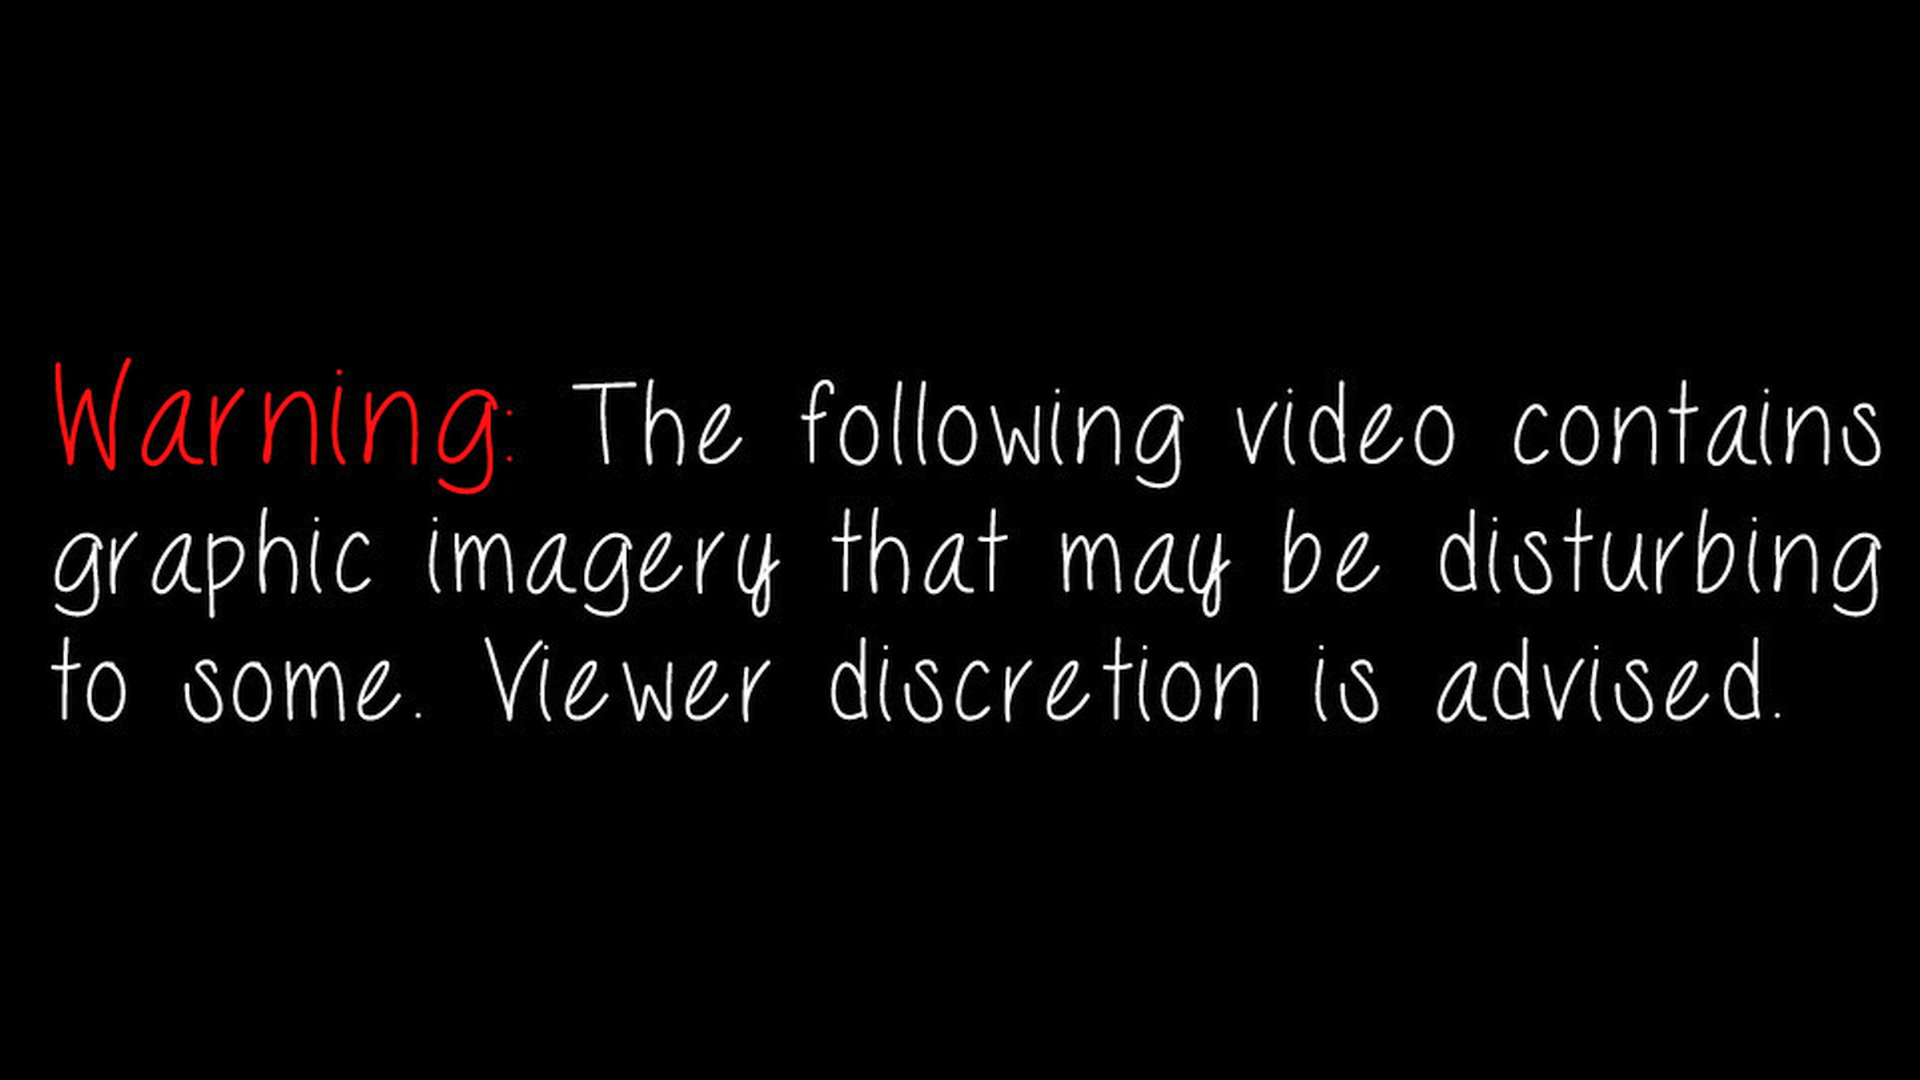 Warning: The following video contains
graphic imagery that may be disturbing
to some. Viewer discretion is advised.